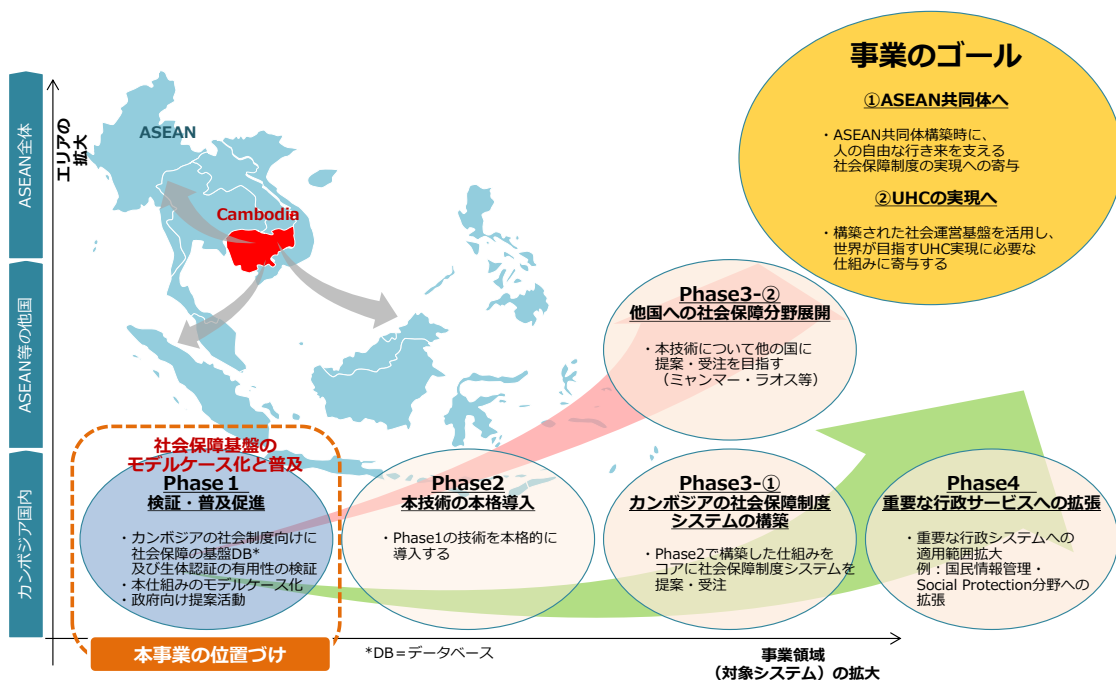 事業のゴール
①ASEAN共同体へ
・ASEAN共同体構築時に、
人の自由な行き来を支える
社会保障制度の実現への寄与
②UHCの実現へ
・構築された社会運営基盤を活用し、
世界が目指すUHC実現に必要な
仕組みに寄与する
ASEAN全体
ASEAN等の他国
カンボジア国内
エリアの
拡大
ASEAN
Cambodia
Phase3-②
他国への社会保障分野展開
・本技術について他の国に
提案・受注を目指す
（ミャンマー・ラオス等）
社会保障基盤の
モデルケース化と普及
Phase１
検証・普及促進
・カンボジアの社会制度向けに
社会保障の基盤DB*
及び生体認証の有用性の検証
・本仕組みのモデルケース化
・政府向け提案活動
Phase2
本技術の本格導入
・Phase1の技術を本格的に
導入する
Phase3-①
カンボジアの社会保障制度
システムの構築
・Phase2で構築した仕組みを
コアに社会保障制度システムを
提案・受注
Phase4
重要な行政サービスへの拡張
・重要な行政システムへの
適用範囲拡大
例：国民情報管理・
Social Protection分野への
拡張
本事業の位置づけ
*DB＝データベース
事業領域
（対象システム）の拡大